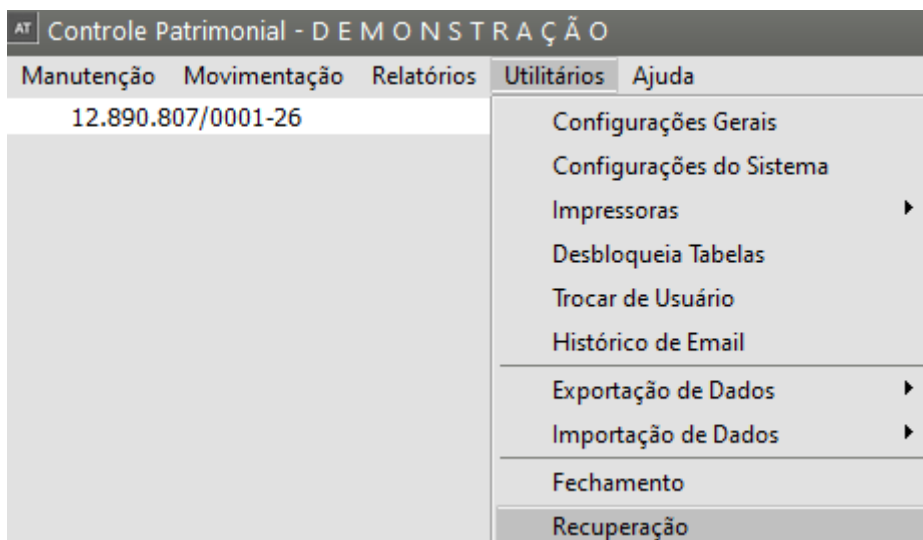 AT Controle Patrimonial - D E M O N S T R A Ç Ã O
Manutenção Movimentação Relatórios Utilitários Ajuda
12.890.807/0001-26
Configurações Gerais
Configurações do Sistema
Impressoras
Desbloqueia Tabelas
Trocar de Usuário
Histórico de Email
Exportação de Dados
Importação de Dados
Fechamento
Recuperação